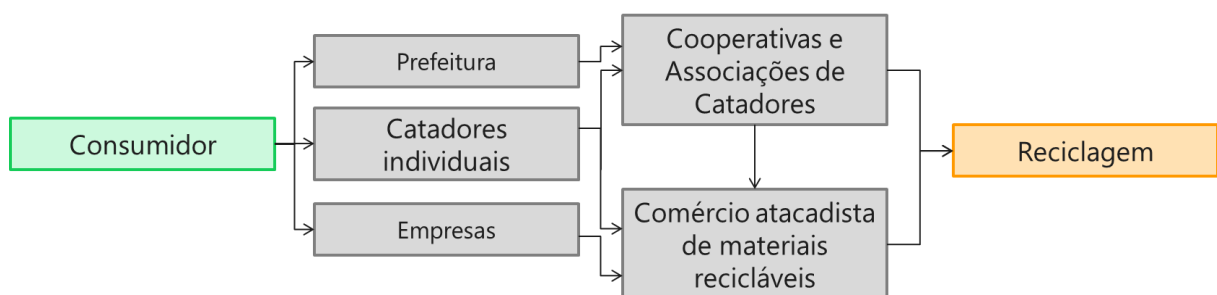 Consumidor
Prefeitura
Catadores
individuais
Empresas
Cooperativas e
Associações de
Catadores
Comércio atacadista
de materiais
recicláveis
Reciclagem